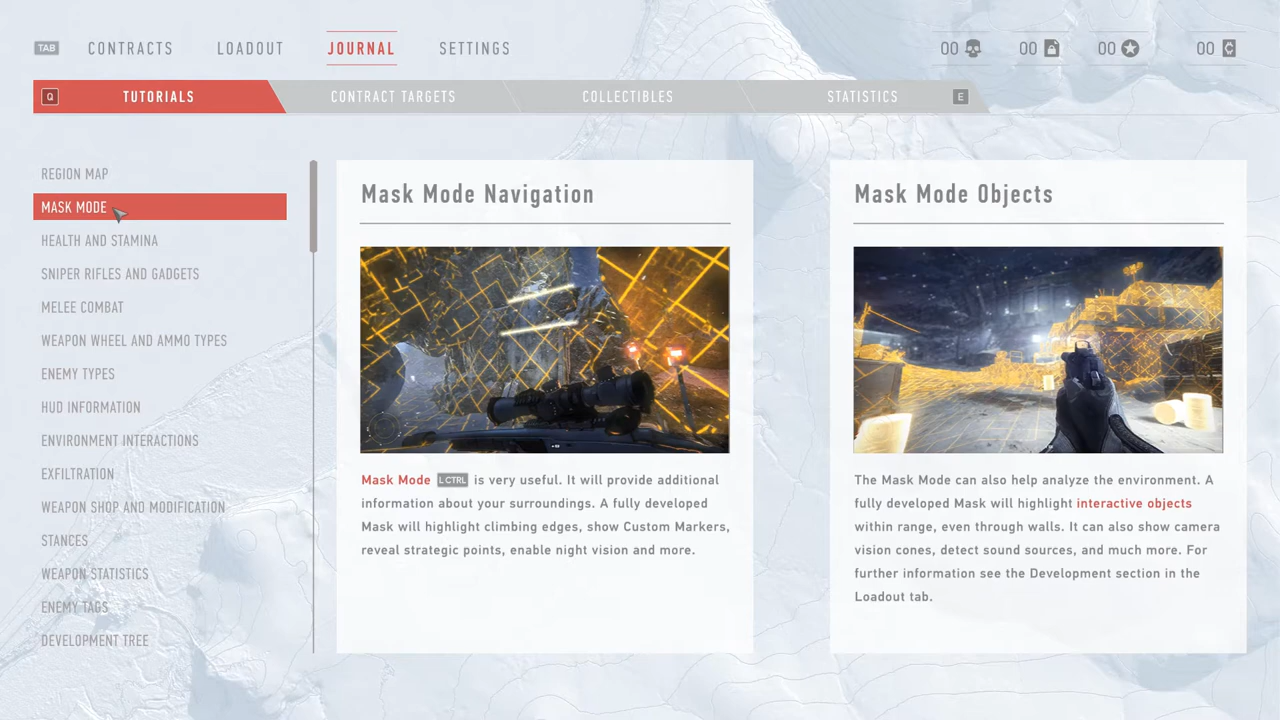 TAB CONTRACTS LOADOUT JOURNAL SETTINGS 00 00 00 00
Q TUTORIALS CONTRACT TARGETS COLLECTIBLES STATISTICS E
REGION MAP
MASK MODE
HEALTH AND STAMINA
SNIPER RIFLES AND GADGETS
MELEE COMBAT
WEAPON WHEEL AND AMMO TYPES
ENEMY TYPES
HUD INFORMATION
ENVIRONMENT INTERACTIONS
EXFILTRATION
WEAPON SHOP AND MODIFICATION
STANCES
WEAPON STATISTICS
ENEMY TAGS
DEVELOPMENT TREE
Mask Mode Navigation
Mask Mode L CTRL is very useful. It will provide additional
information about your surroundings. A fully developed
Mask will highlight climbing edges, show Custom Markers,
reveal strategic points, enable night vision and more.
Mask Mode Objects
The Mask Mode can also help analyze the environment. A
fully developed Mask will highlight interactive objects
within range, even through walls. It can also show camera
vision cones, detect sound sources, and much more. For
further information see the Development section in the
Loadout tab.